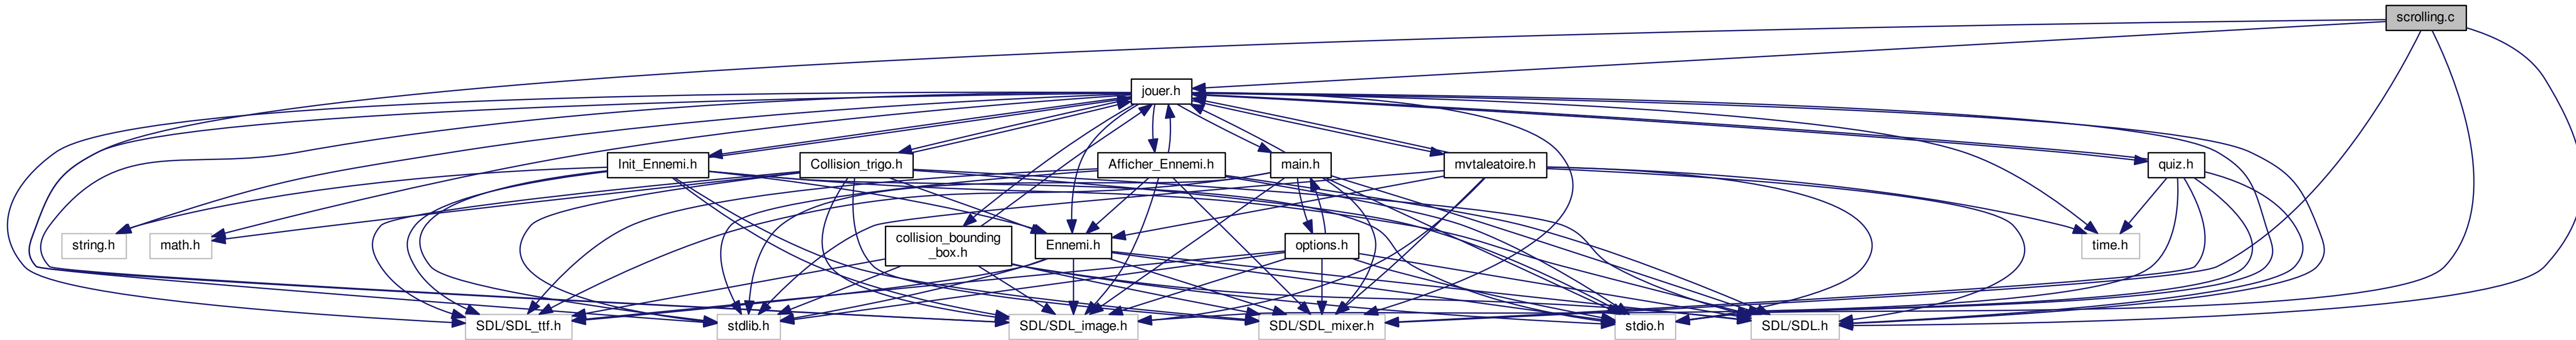 scrolling.c
jouer.h
Init_Ennemi.h
Collision_trigo.h
Afficher_Ennemi.h
main.h
mvtaleatoire.h
quiz.h
string.h
math.h
collision_bounding
_box.h
Ennemi.h
options.h
time.h
SDL/SDL_ttf.h
stdlib.h
SDL/SDL_image.h
SDL/SDL_mixer.h
stdio.h
SDL/SDL.h